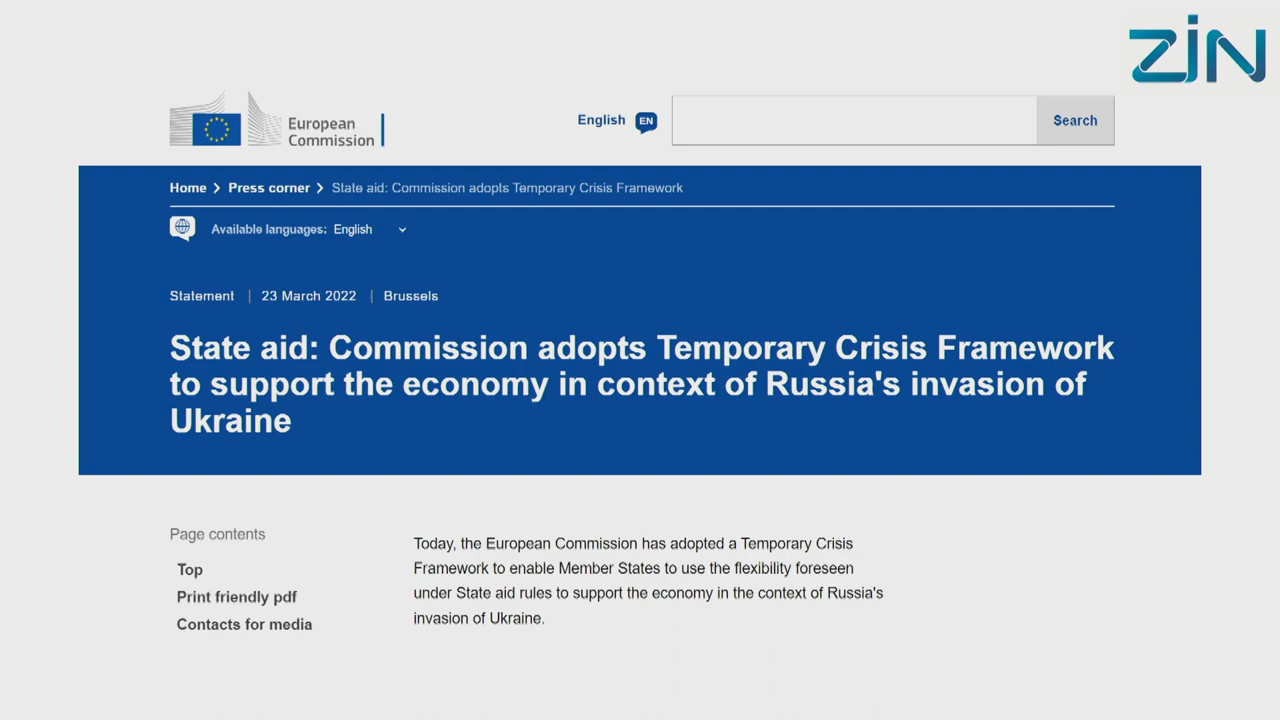 ZIN
European
Commission
English EN Search
Home > Press corner > State aid: Commission adopts Temporary Crisis Framework
Available languages: English
Statement | 23 March 2022 | Brussels
State aid: Commission adopts Temporary Crisis Framework
to support the economy in context of Russia's invasion of
Ukraine
Page contents
Top
Print friendly pdf
Contacts for media
Today, the European Commission has adopted a Temporary Crisis
Framework to enable Member States to use the flexibility foreseen
under State aid rules to support the economy in the context of Russia's
invasion of Ukraine.